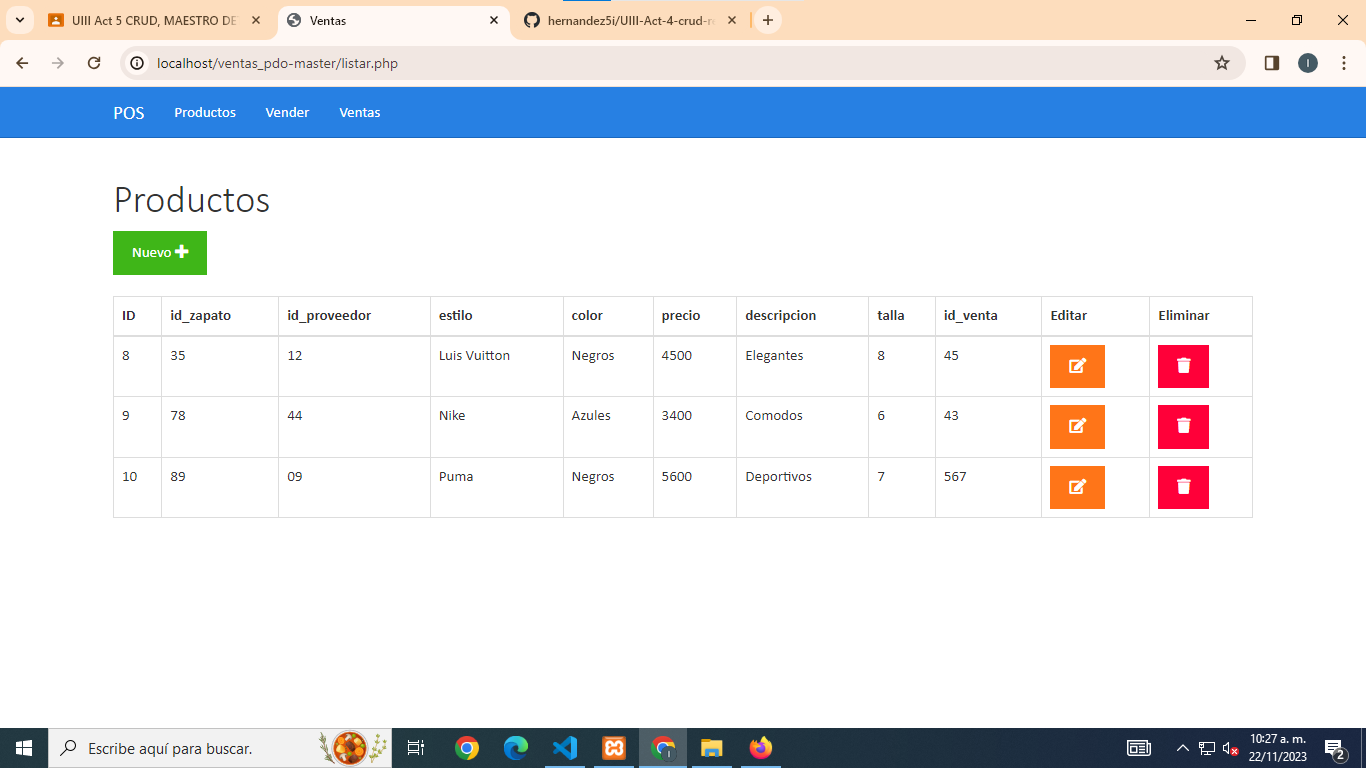 UIII Act 5 CRUD, MAESTRO DE
Ventas
hernandez5i/UIII-Act-4-crud-re
localhost/ventas_pdo-master/listar.php
I
POS Productos Vender Ventas
Productos
Nuevo
ID id_zapato id_proveedor estilo color precio descripcion talla id_venta Editar Eliminar
8 35 12 Luis Vuitton Negros 4500 Elegantes 8 45
9 78 44 Nike Azules 3400 Comodos 6 43
10 89 09 Puma Negros 5600 Deportivos 7 567
Escribe aquí para buscar.
10:27 a. m.
22/11/2023
2